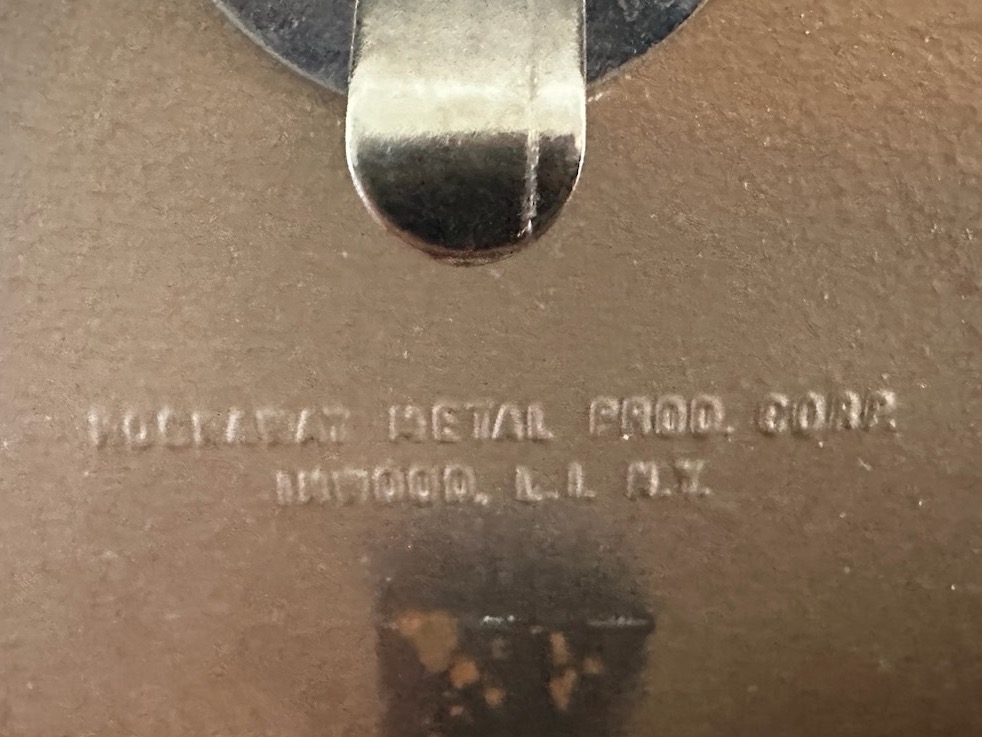 ROCKAWAY METAL PROD. CORP.
INWOOD, L.I. N.Y.